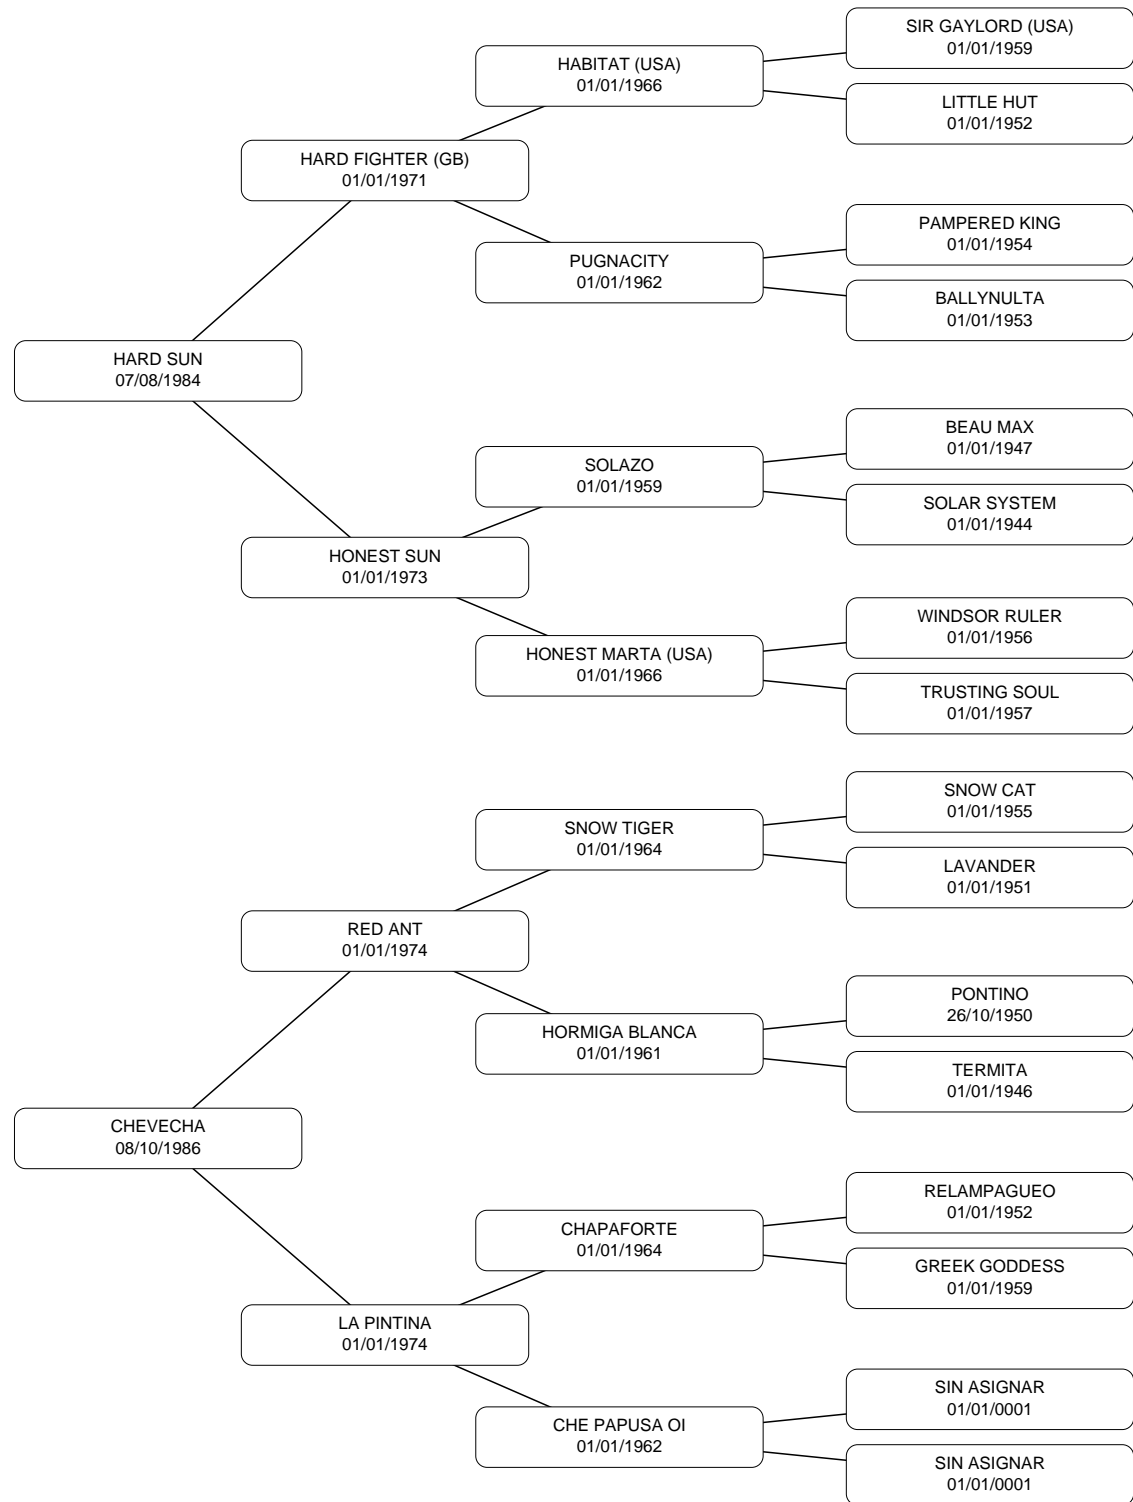 SIR GAYLORD (USA)
01/01/1959
HABITAT (USA)
01/01/1966
LITTLE HUT
01/01/1952
HARD FIGHTER (GB)
01/01/1971
PAMPERED KING
01/01/1954
PUGNACITY
01/01/1962
BALLYNULTA
01/01/1953
HARD SUN
07/08/1984
BEAU MAX
01/01/1947
SOLAZO
01/01/1959
SOLAR SYSTEM
01/01/1944
HONEST SUN
01/01/1973
WINDSOR RULER
01/01/1956
HONEST MARTA (USA)
01/01/1966
TRUSTING SOUL
01/01/1957
SNOW CAT
01/01/1955
SNOW TIGER
01/01/1964
LAVANDER
01/01/1951
RED ANT
01/01/1974
PONTINO
26/10/1950
HORMIGA BLANCA
01/01/1961
TERMITA
01/01/1946
CHEVECHA
08/10/1986
RELAMPAGUEO
01/01/1952
CHAPAFORTE
01/01/1964
GREEK GODDESS
01/01/1959
LA PINTINA
01/01/1974
SIN ASIGNAR
01/01/0001
CHE PAPUSA OI
01/01/1962
SIN ASIGNAR
01/01/0001